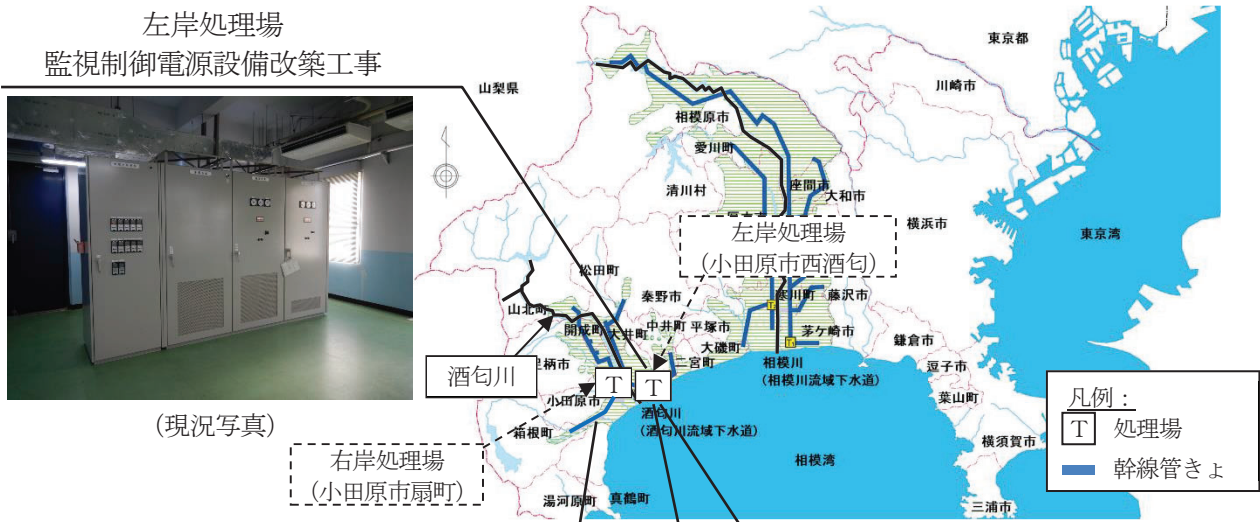 左岸処理場
監視制御電源設備改築工事
(現況写真)
山梨県
東京都
川崎市
相模原市
愛川町
清川村
座間市
大和市
横浜市
東京湾
左岸処理場
(小田原市西酒匂)
松田町
秦野市
山北町
開成町
大井町
中井町
平塚市
寒川町
藤沢市
茅ケ崎市
鎌倉市
逗子市
葉山町
横須賀市
三浦市
大磯町
二宮町
相模川
(相模川流域下水道)
酒匂川
足柄市
T
T
小田原市
酒匂川
(酒匂川流域下水道)
箱根町
右岸処理場
(小田原市扇町)
湯河原町
真鶴町
相模湾
凡例:
T 処理場
幹線管きょ